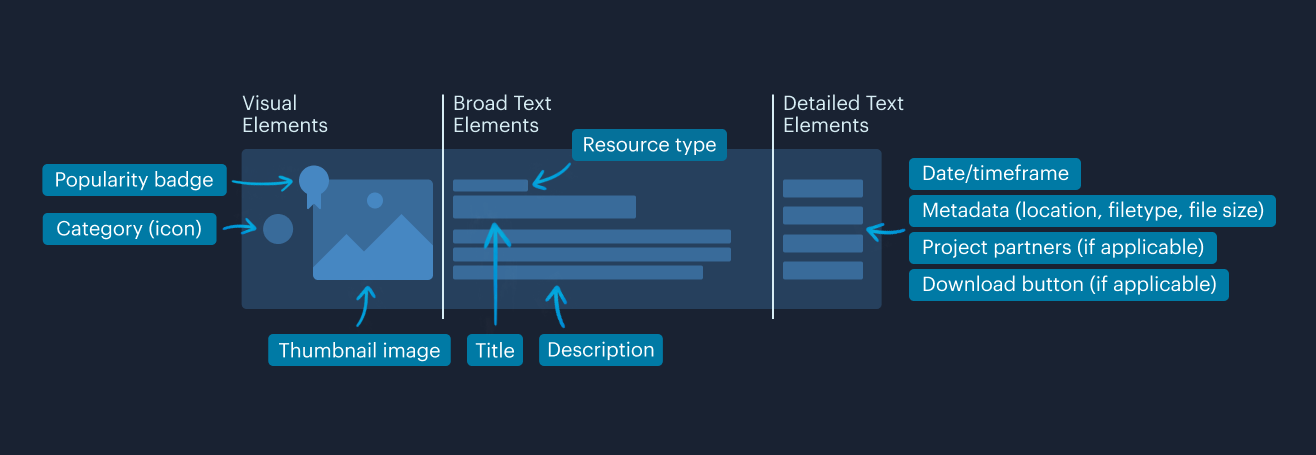 Visual
Elements
Broad Text
Elements
Detailed Text
Elements
Resource type
Popularity badge
Category (icon)
Date/timeframe
Metadata (location, filetype, file size)
Project partners (if applicable)
Download button (if applicable)
Thumbnail image
Title
Description